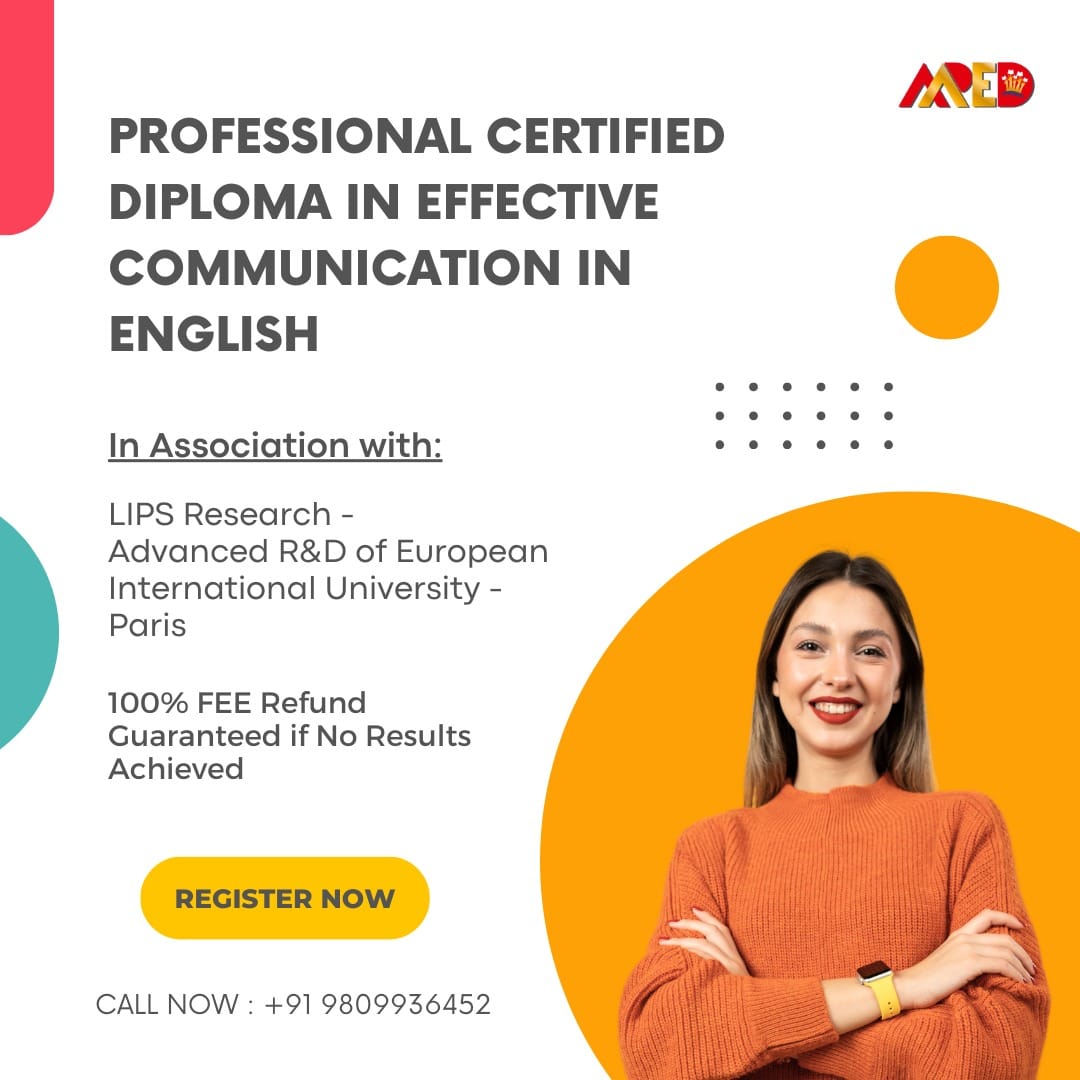 MPED
PROFESSIONAL CERTIFIED
DIPLOMA IN EFFECTIVE
COMMUNICATION IN
ENGLISH
In Association with:
LIPS Research -
Advanced R&D of European
International University -
Paris
100% FEE Refund
Guaranteed if No Results
Achieved
REGISTER NOW
CALL NOW : +91 9809936452